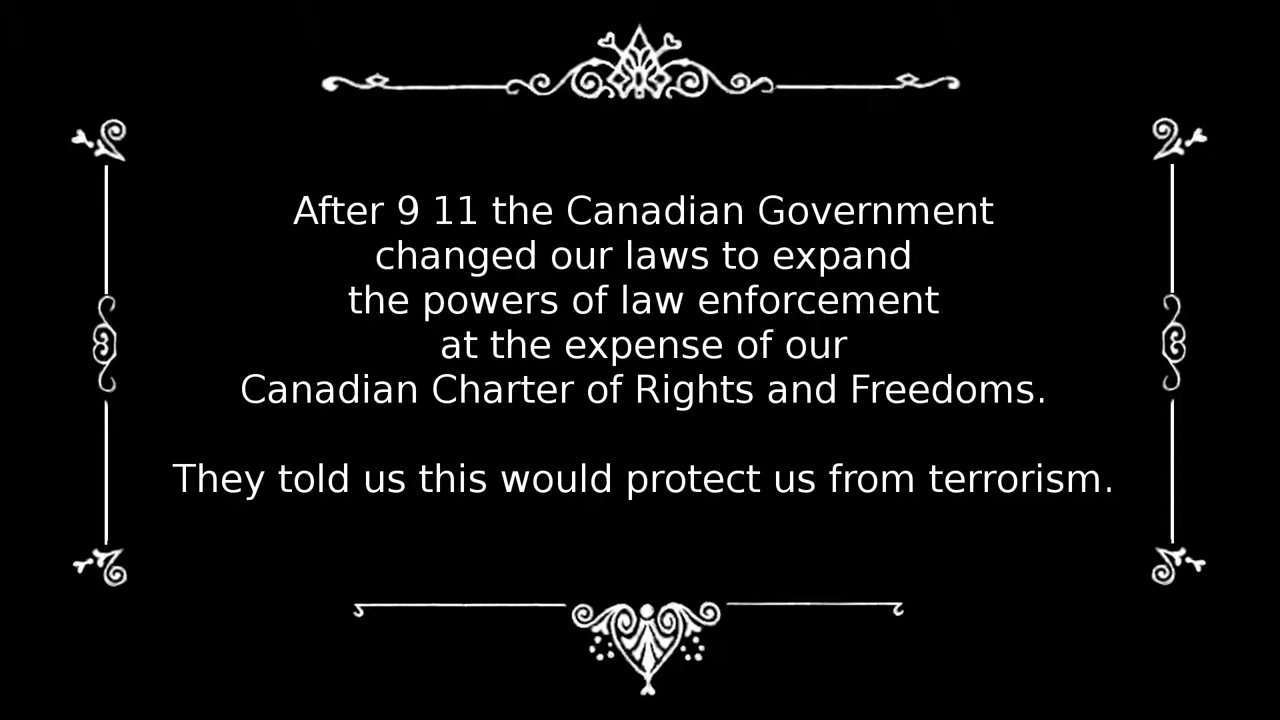 After 9 11 the Canadian Government
changed our laws to expand
the powers of law enforcement
at the expense of our
Canadian Charter of Rights and Freedoms.
They told us this would protect us from terrorism.